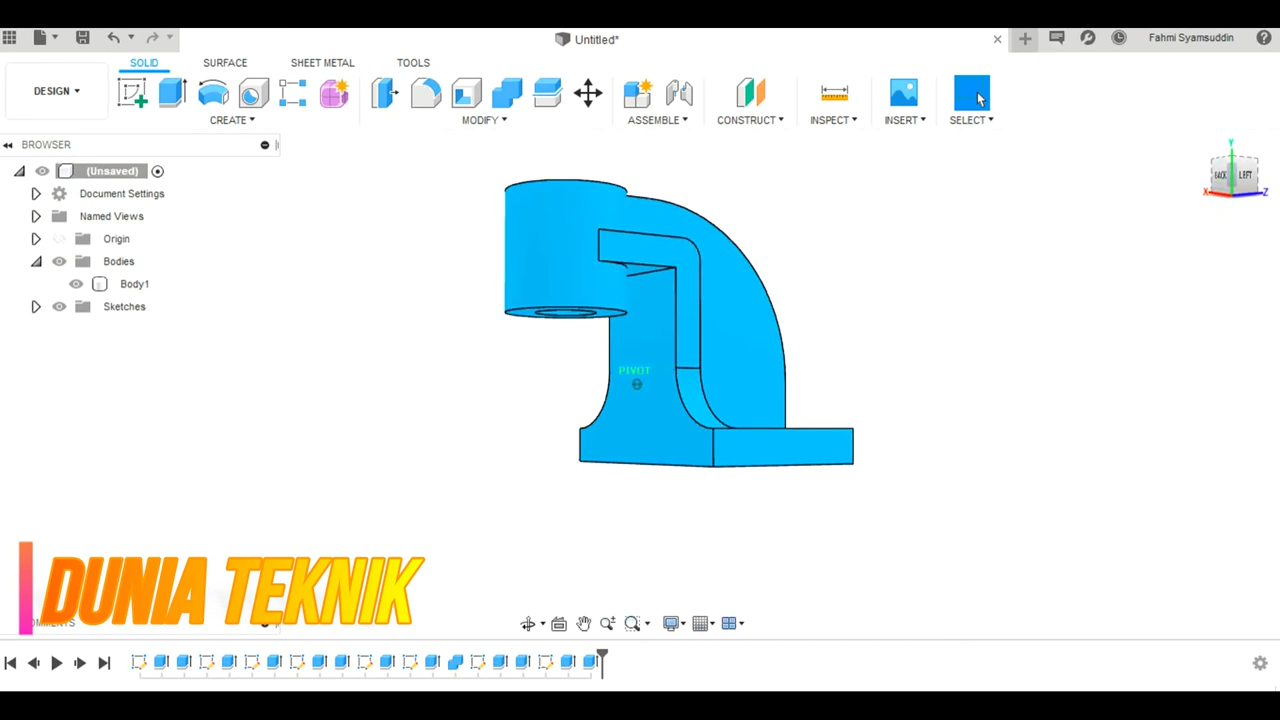 Untitled*
Fahmi Syamsuddin
SOLID SURFACE SHEET METAL TOOLS
DESIGN
CREATE MODIFY ASSEMBLE CONSTRUCT INSPECT INSERT SELECT
BROWSER
(Unsaved)
Document Settings
Named Views
Origin
Bodies
Body1
Sketches
Y
BACK LEFT
X Z
PIVOT
DUNIA TEKNIK